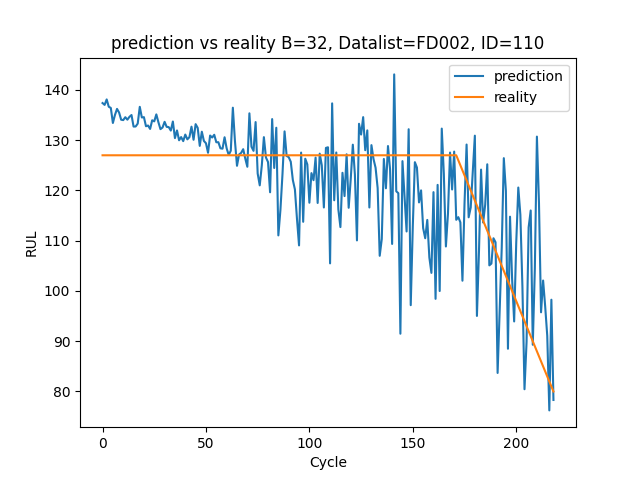 prediction vs reality B=32, Datalist=FD002, ID=110
prediction
reality
RUL
140
130
120
110
100
90
80
0 50 100 150 200
Cycle